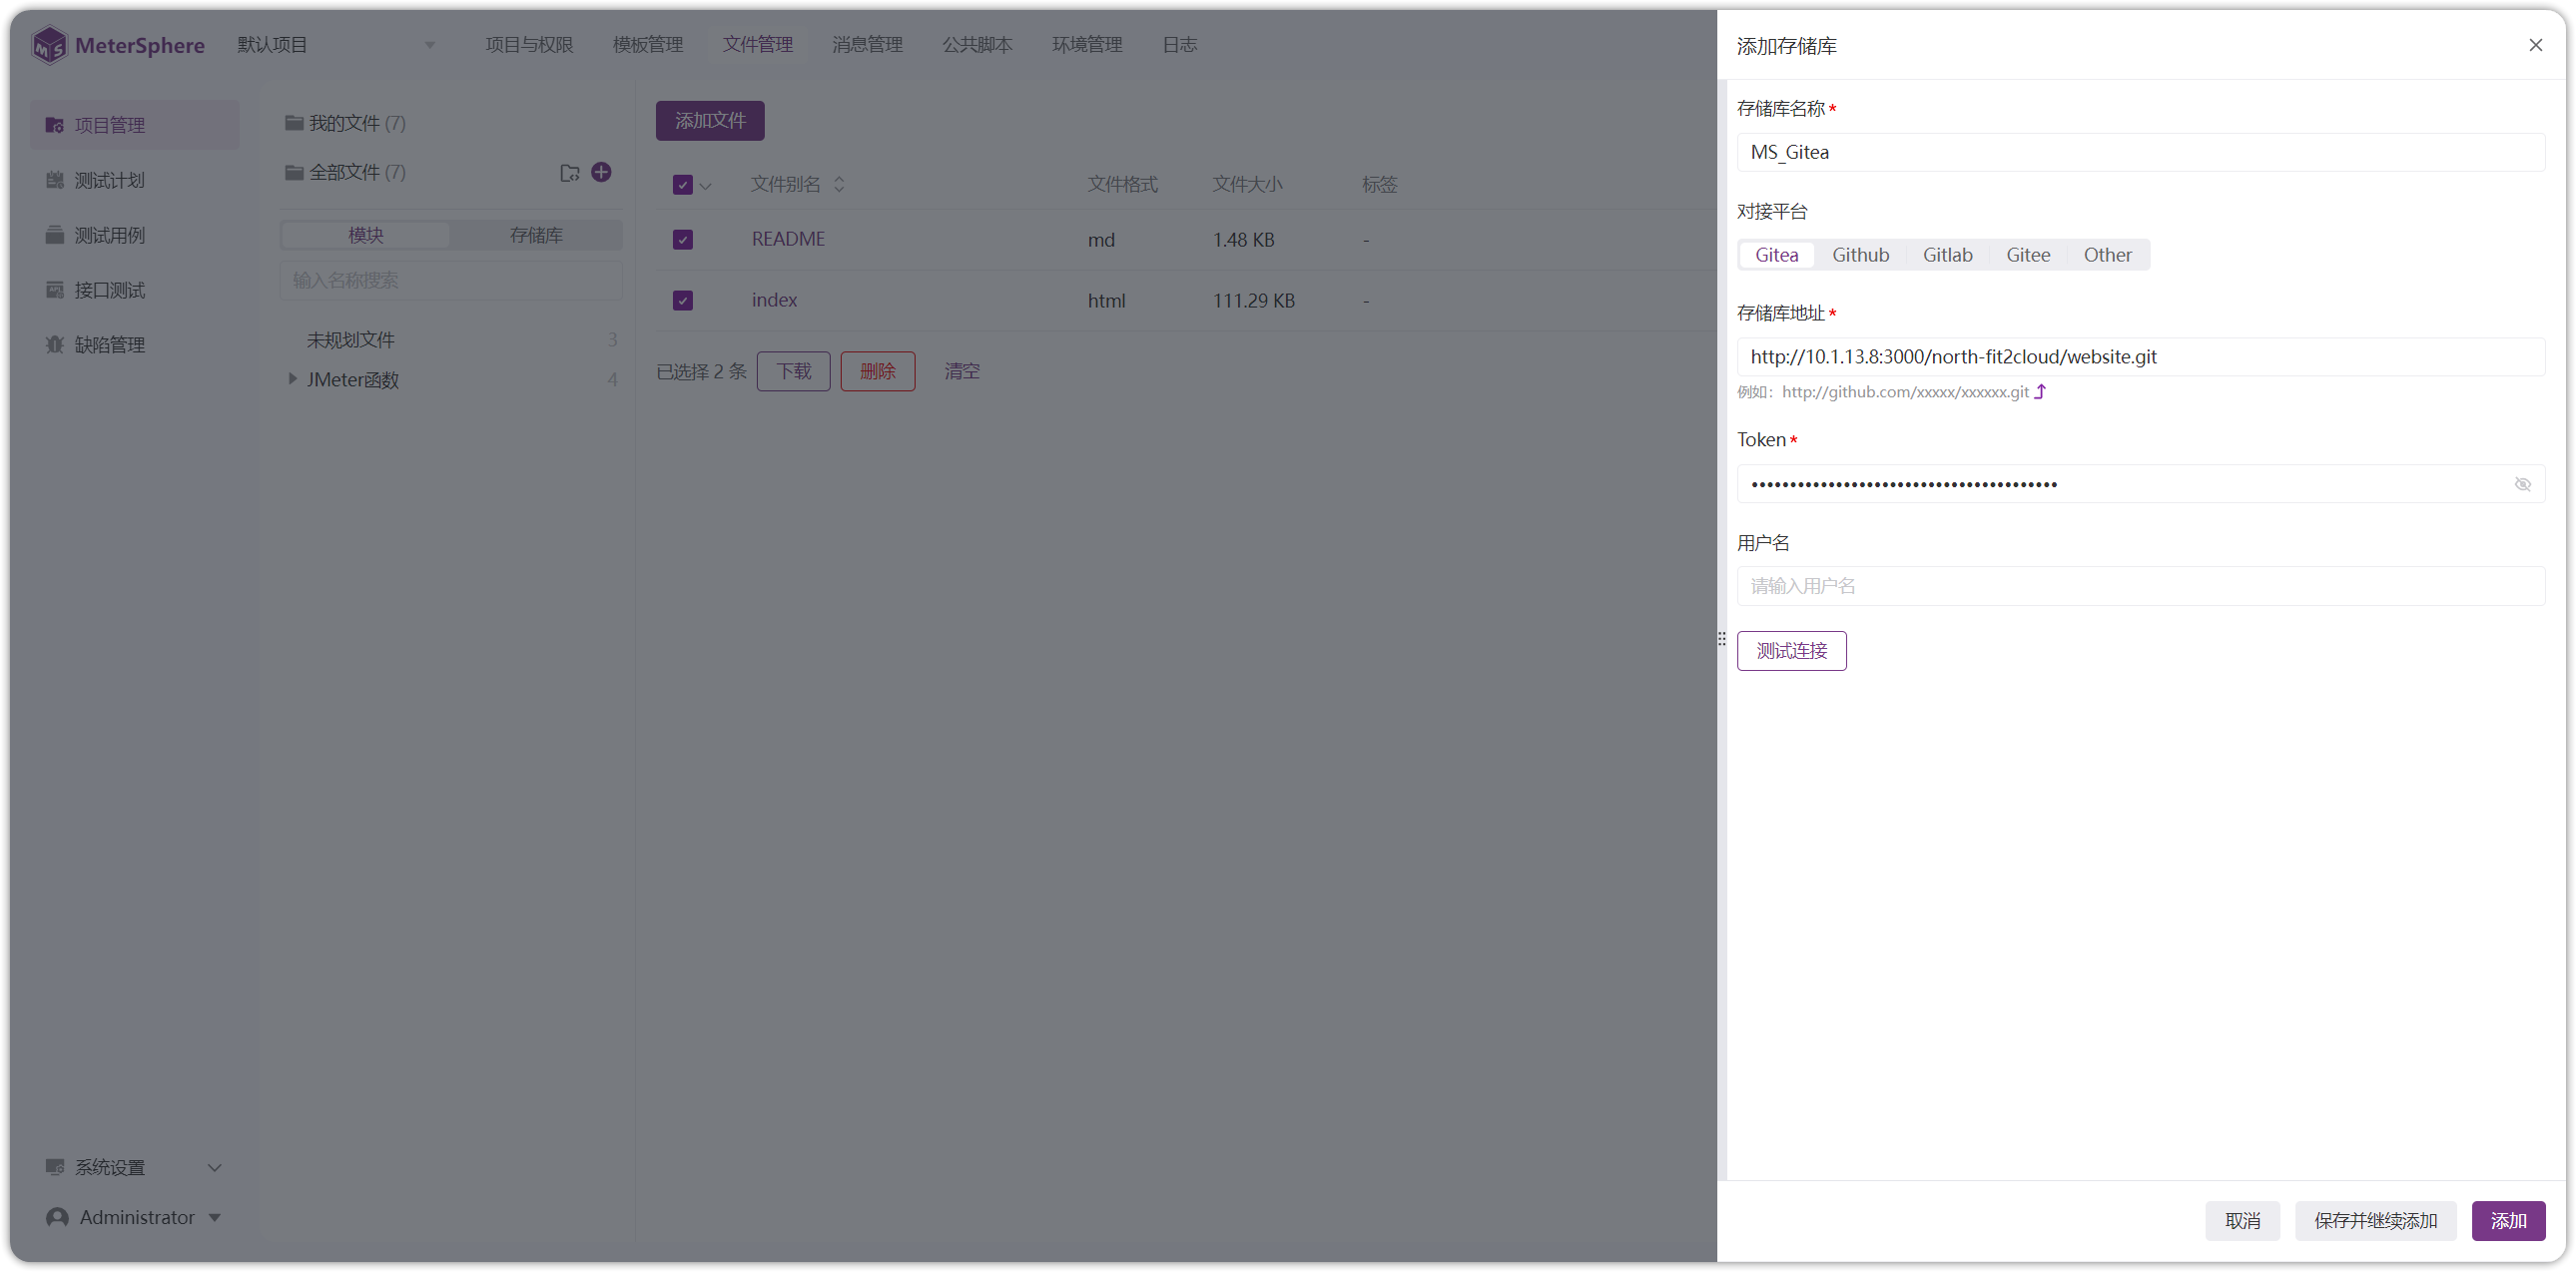 MeterSphere 默认项目 项目与权限 模板管理 文件管理 消息管理 公共脚本 环境管理 日志
项目管理
测试计划
测试用例
接口测试
缺陷管理
系统设置
Administrator
我的文件 (7)
全部文件 (7)
模块 存储库
输入名称搜索
未规划文件 3
JMeter函数 4
添加文件
文件别名 文件格式 文件大小 标签
README md 1.48 KB -
index html 111.29 KB -
已选择 2 条 下载 删除 清空
添加存储库
存储库名称*
MS_Gitea
对接平台
Gitea Github Gitlab Gitee Other
存储库地址*
http://10.1.13.8:3000/north-fit2cloud/website.git
例如：http://github.com/xxxxx/xxxxxx.git
Token*
••••••••••••••••••••••••••••••••••••••••
用户名
请输入用户名
测试连接
取消 保存并继续添加 添加